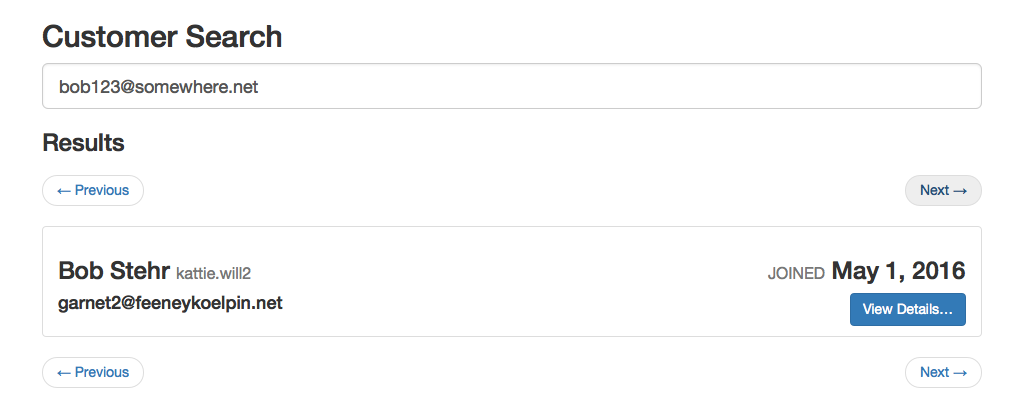 Customer Search
bob123@somewhere.net
Results
← Previous
Next →
Bob Stehr kattie.will2
JOINED May 1, 2016
garnet2@feeneykoelpin.net
View Details...
← Previous
Next →